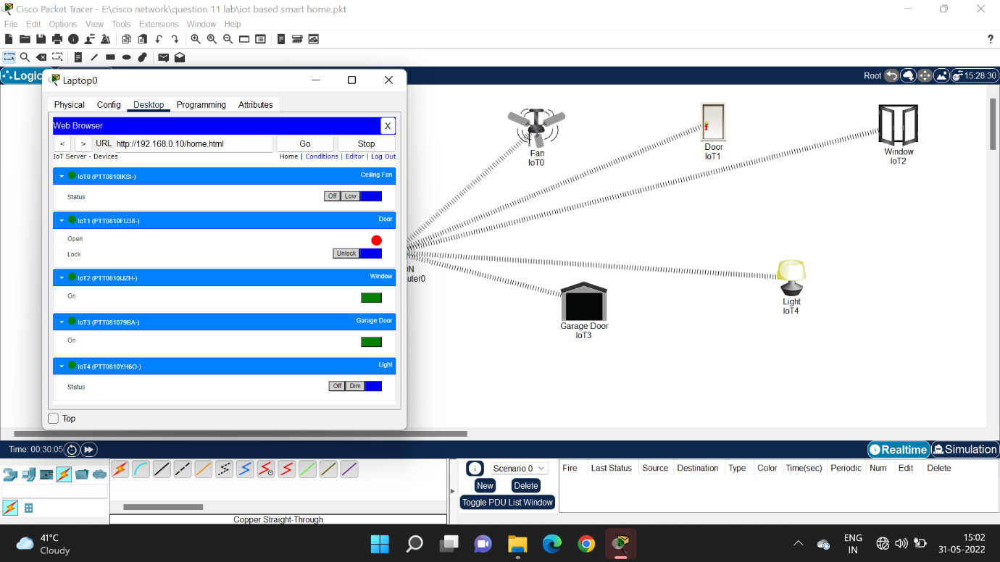 Cisco Packet Tracer - E:\cisco network\question 11 lab\iot based smart home.pkt
File Edit Options View Tools Extensions Window Help
?
Logic
Root 15:28:30
Laptop0
Physical Config Desktop Programming Attributes
Web Browser X
< > URL http://192.168.0.10/home.html Go Stop
IoT Server - Devices Home | Conditions | Editor | Log Out
IoT0 (PTT0810IKSI-) Ceiling Fan
Status Off Low
IoT1 (PTT0810FU38-) Door
Open
Lock Unlock
IoT2 (PTT0810IJZH-) Window
On
IoT3 (PTT081079BA-) Garage Door
On
IoT4 (PTT0810YH6O-) Light
Status Off Dim
Top
Fan
IoT0
Door
IoT1
Window
IoT2
N
uter0
Light
IoT4
Garage Door
IoT3
Time: 00:30:05 Realtime Simulation
Scenario 0
New Delete
Toggle PDU List Window
Fire Last Status Source Destination Type Color Time(sec) Periodic Num Edit Delete
Copper Straight-Through
41°C
Cloudy
ENG
IN
15:02
31-05-2022